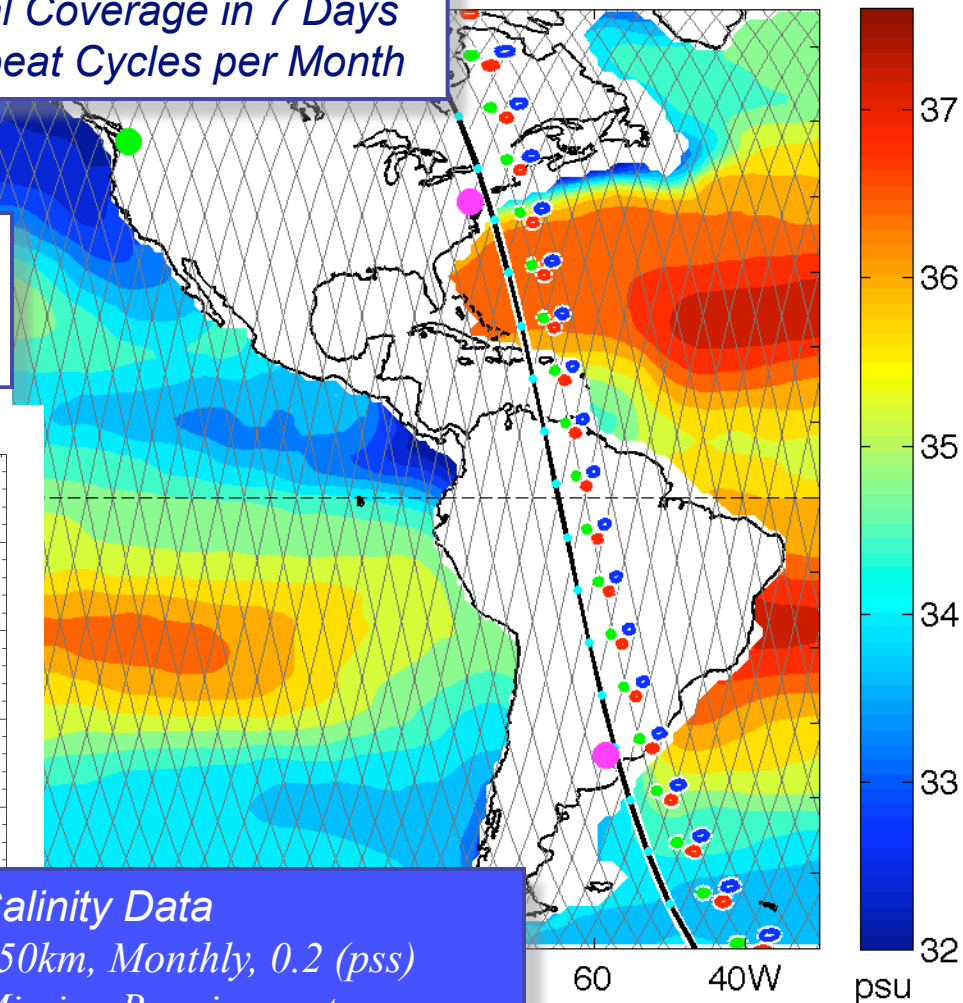 al Coverage in 7 Days
peat Cycles per Month
37
36
35
34
33
32
psu
60
40W
Salinity Data
50km, Monthly, 0.2 (pss)